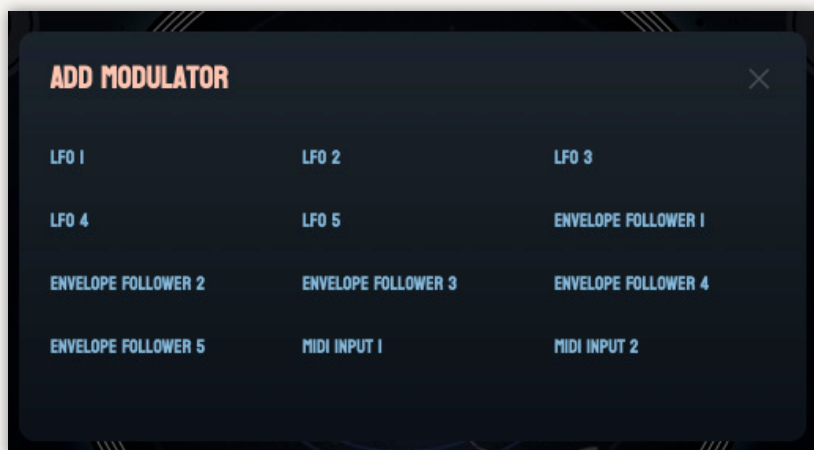 ADD MODULATOR
LFO 1 LFO 2 LFO 3
LFO 4 LFO 5 ENVELOPE FOLLOWER 1
ENVELOPE FOLLOWER 2 ENVELOPE FOLLOWER 3 ENVELOPE FOLLOWER 4
ENVELOPE FOLLOWER 5 MIDI INPUT 1 MIDI INPUT 2